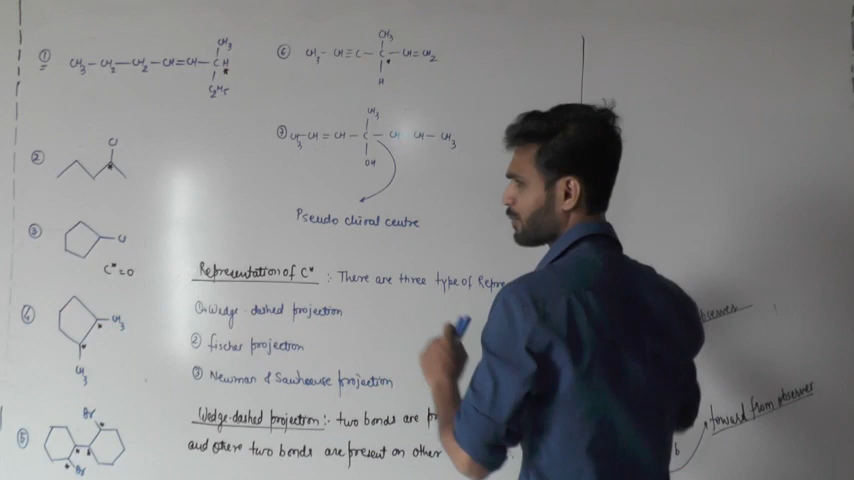 ① CH₃ - CH₂ - CH₂ - CH = CH - C H
CH₃
*
C₂H₅
②
Cl
*
③
Cl
C* = 0
④
CH₃
*
*
CH₃
⑤
Br
*
*
*
*
Br
⑥ CH₃ - CH ≡ C - C - CH = CH₂
CH₃
*
H
⑦ CH₃ - CH = CH - C - CH CH - CH₃
CH₃
OH
Pseudo chiral centre
Representation of C* :- There are three type of Repre
① Wedge-dashed projection
② fischer projection
③ Newman & Sawhouse projection
Wedge-dashed projection :- two bonds are
and othere two bonds are present on other
toward from observer
b